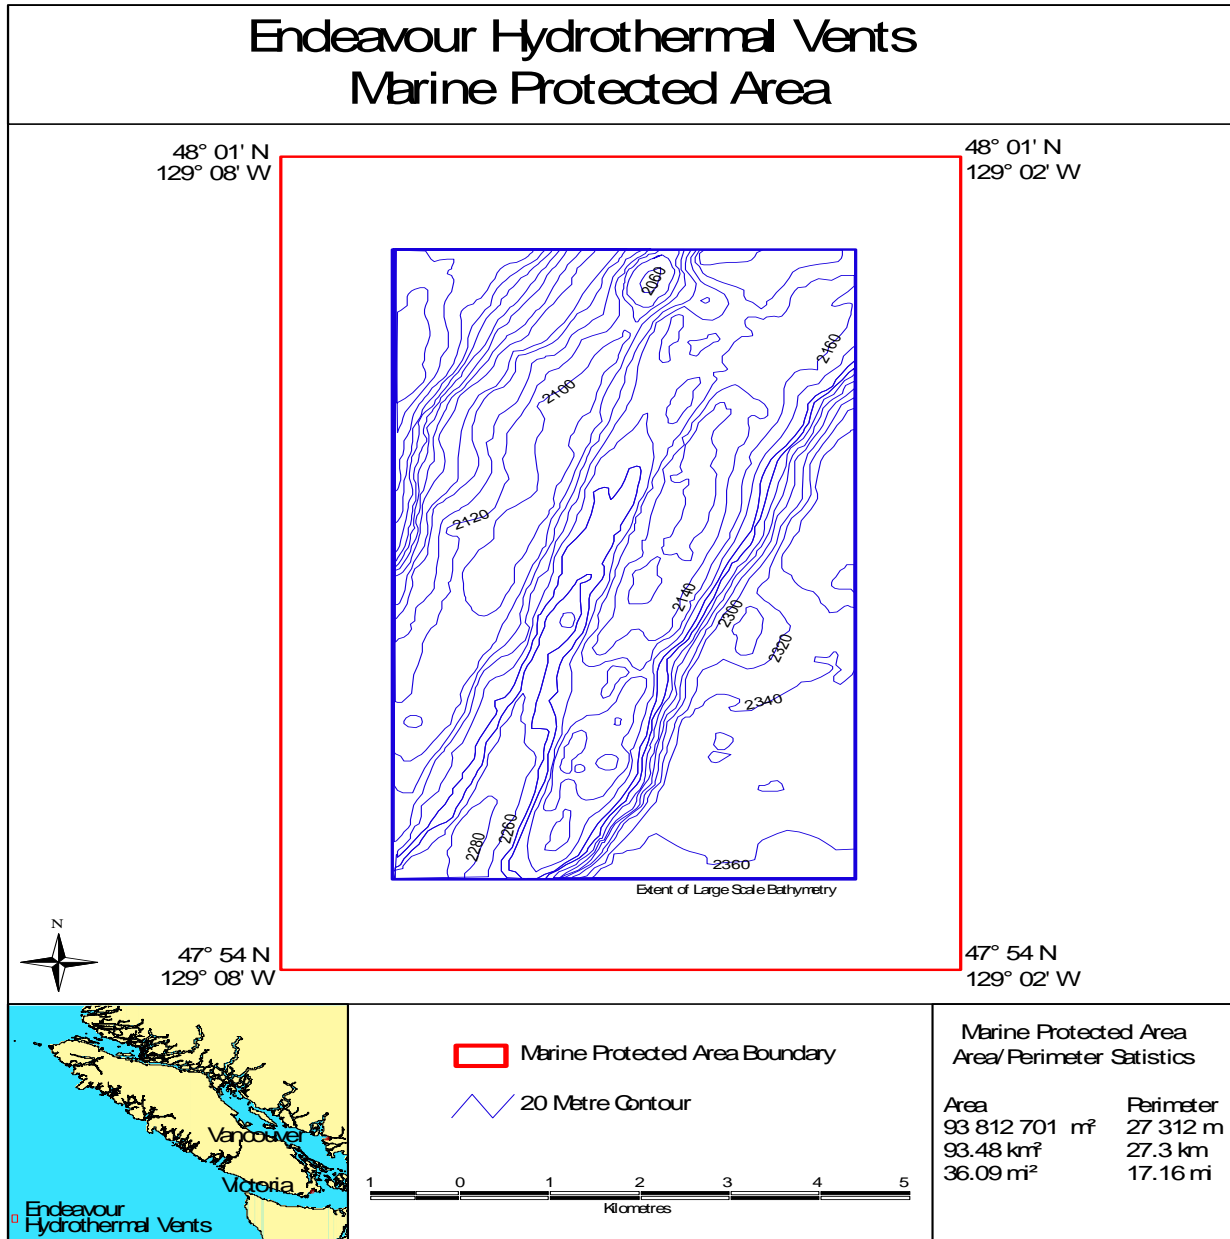 Endeavour Hydrothermal Vents
Marine Protected Area
48° 01' N
129° 08' W
48° 01' N
129° 02' W
2060
2160
2100
2120
2140
2300
2320
2340
2260
2280
2360
Extent of Large Scale Bathymetry
N
47° 54 N
129° 08' W
47° 54 N
129° 02' W
Vancouver
Victoria
Endeavour
Hydrothermal Vents
Marine Protected Area Boundary
20 Metre Contour
1 0 1 2 3 4 5
Kilometres
Marine Protected Area
Area/Perimeter Satistics
Area Perimeter
93 812 701 m² 27 312 m
93.48 km² 27.3 km
36.09 mi² 17.16 mi